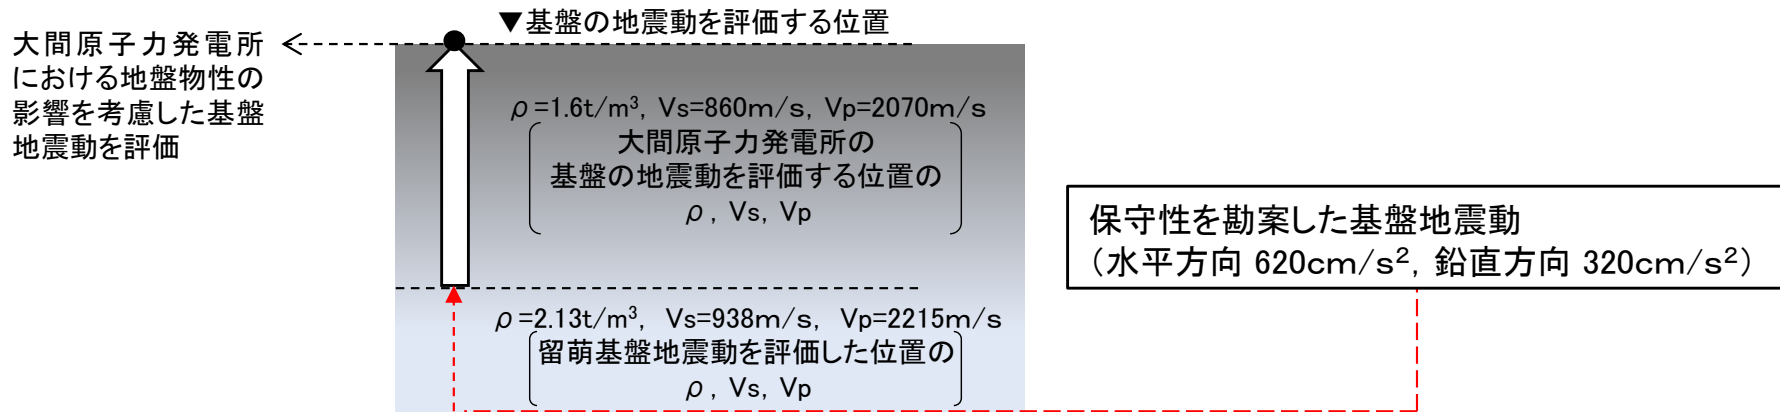 ▼基盤の地震動を評価する位置
大間原子力発電所
における地盤物性の
影響を考慮した基盤
地震動を評価
ρ=1.6t/m³, Vs=860m/s, Vp=2070m/s
大間原子力発電所の
基盤の地震動を評価する位置の
ρ, Vs, Vp
保守性を勘案した基盤地震動
(水平方向 620cm/s², 鉛直方向 320cm/s²)
ρ=2.13t/m³, Vs=938m/s, Vp=2215m/s
留萌基盤地震動を評価した位置の
ρ, Vs, Vp